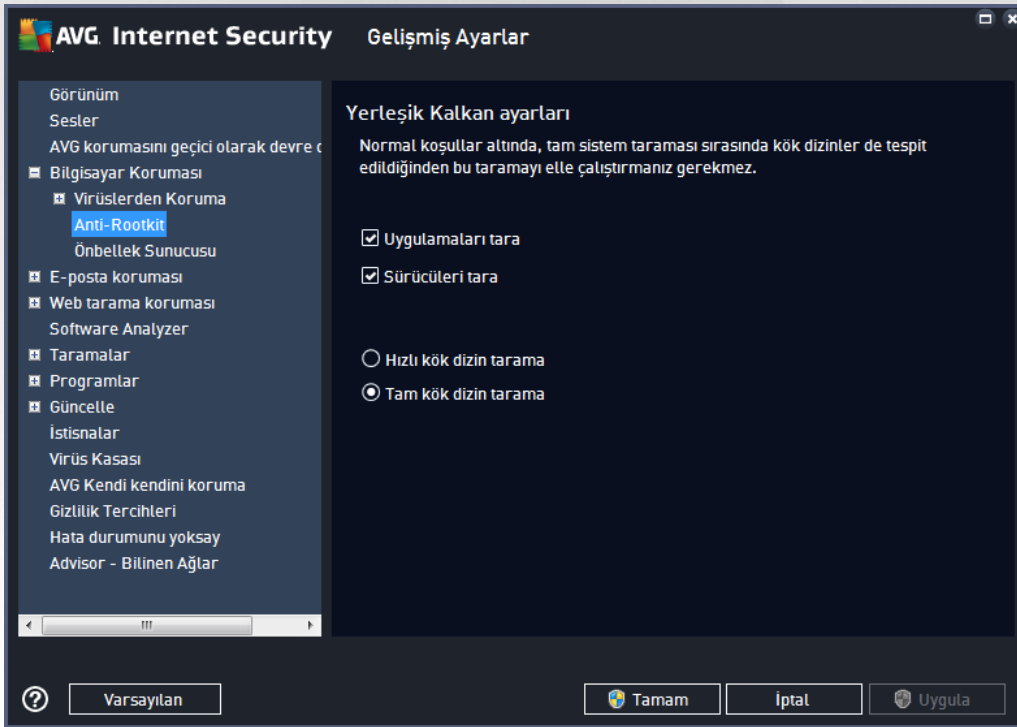 AVG Internet Security Gelişmiş Ayarlar
Görünüm
Sesler
AVG korumasını geçici olarak devre
Bilgisayar Koruması
Virüslerden Koruma
Anti-Rootkit
Önbellek Sunucusu
E-posta koruması
Web tarama koruması
Software Analyzer
Taramalar
Programlar
Güncelle
İstisnalar
Virüs Kasası
AVG Kendi kendini koruma
Gizlilik Tercihleri
Hata durumunu yoksay
Advisor - Bilinen Ağlar
Yerleşik Kalkan ayarları
Normal koşullar altında, tam sistem taraması sırasında kök dizinler de tespit
edildiğinden bu taramayı elle çalıştırmanız gerekmez.
Uygulamaları tara
Sürücüleri tara
Hızlı kök dizin tarama
Tam kök dizin tarama
? Varsayılan Tamam İptal Uygula